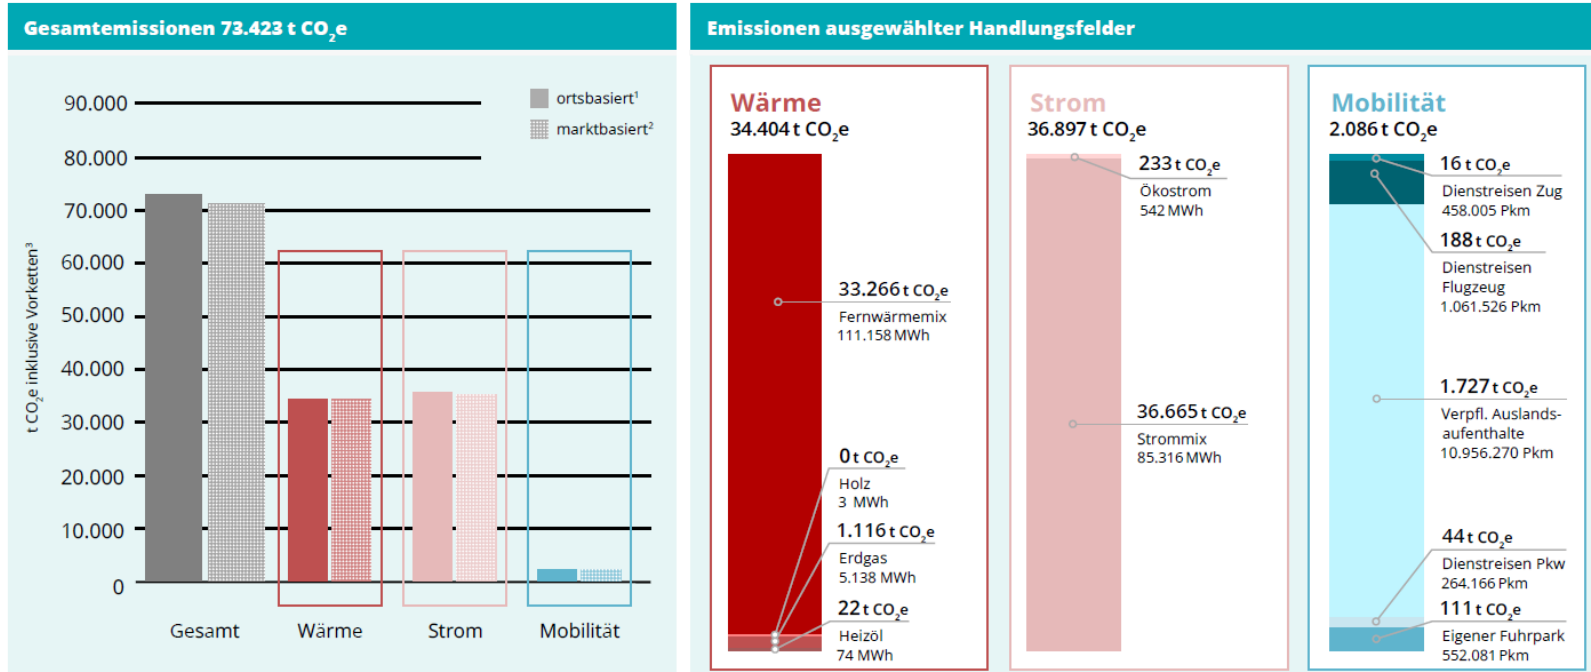 Gesamtemissionen 73.423 t CO₂e
90.000
80.000
70.000
60.000
50.000
40.000
30.000
20.000
10.000
0
t CO₂e inklusive Vorketten³
ortsbasiert¹
marktbasiert²
Gesamt
Wärme
Strom
Mobilität
Emissionen ausgewählter Handlungsfelder
Wärme
34.404 t CO₂e
33.266 t CO₂e
Fernwärmemix
111.158 MWh
0 t CO₂e
Holz
3 MWh
1.116 t CO₂e
Erdgas
5.138 MWh
22 t CO₂e
Heizöl
74 MWh
Strom
36.897 t CO₂e
233 t CO₂e
Ökostrom
542 MWh
36.665 t CO₂e
Strommix
85.316 MWh
Mobilität
2.086 t CO₂e
16 t CO₂e
Dienstreisen Zug
458.005 Pkm
188 t CO₂e
Dienstreisen
Flugzeug
1.061.526 Pkm
1.727 t CO₂e
Verpfl. Auslands-
aufenthalte
10.956.270 Pkm
44 t CO₂e
Dienstreisen Pkw
264.166 Pkm
111 t CO₂e
Eigener Fuhrpark
552.081 Pkm